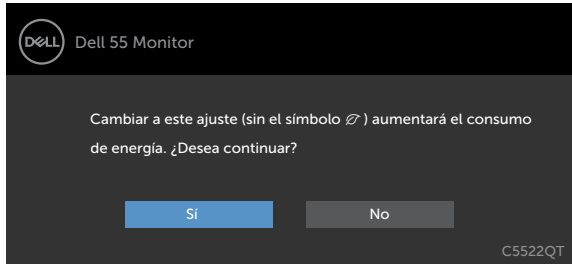 DELL
Dell 55 Monitor
Cambiar a este ajuste (sin el símbolo ) aumentará el consumo
de energía. ¿Desea continuar?
Sí
No
C5522QT